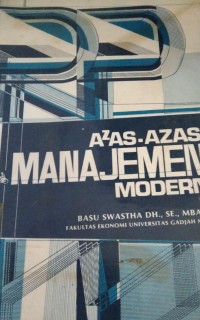 AZAS-AZAS
MANAJEMEN
MODERN
BASU SWASTHA DH., SE., MBA
FAKULTAS EKONOMI UNIVERSITAS GADJAH